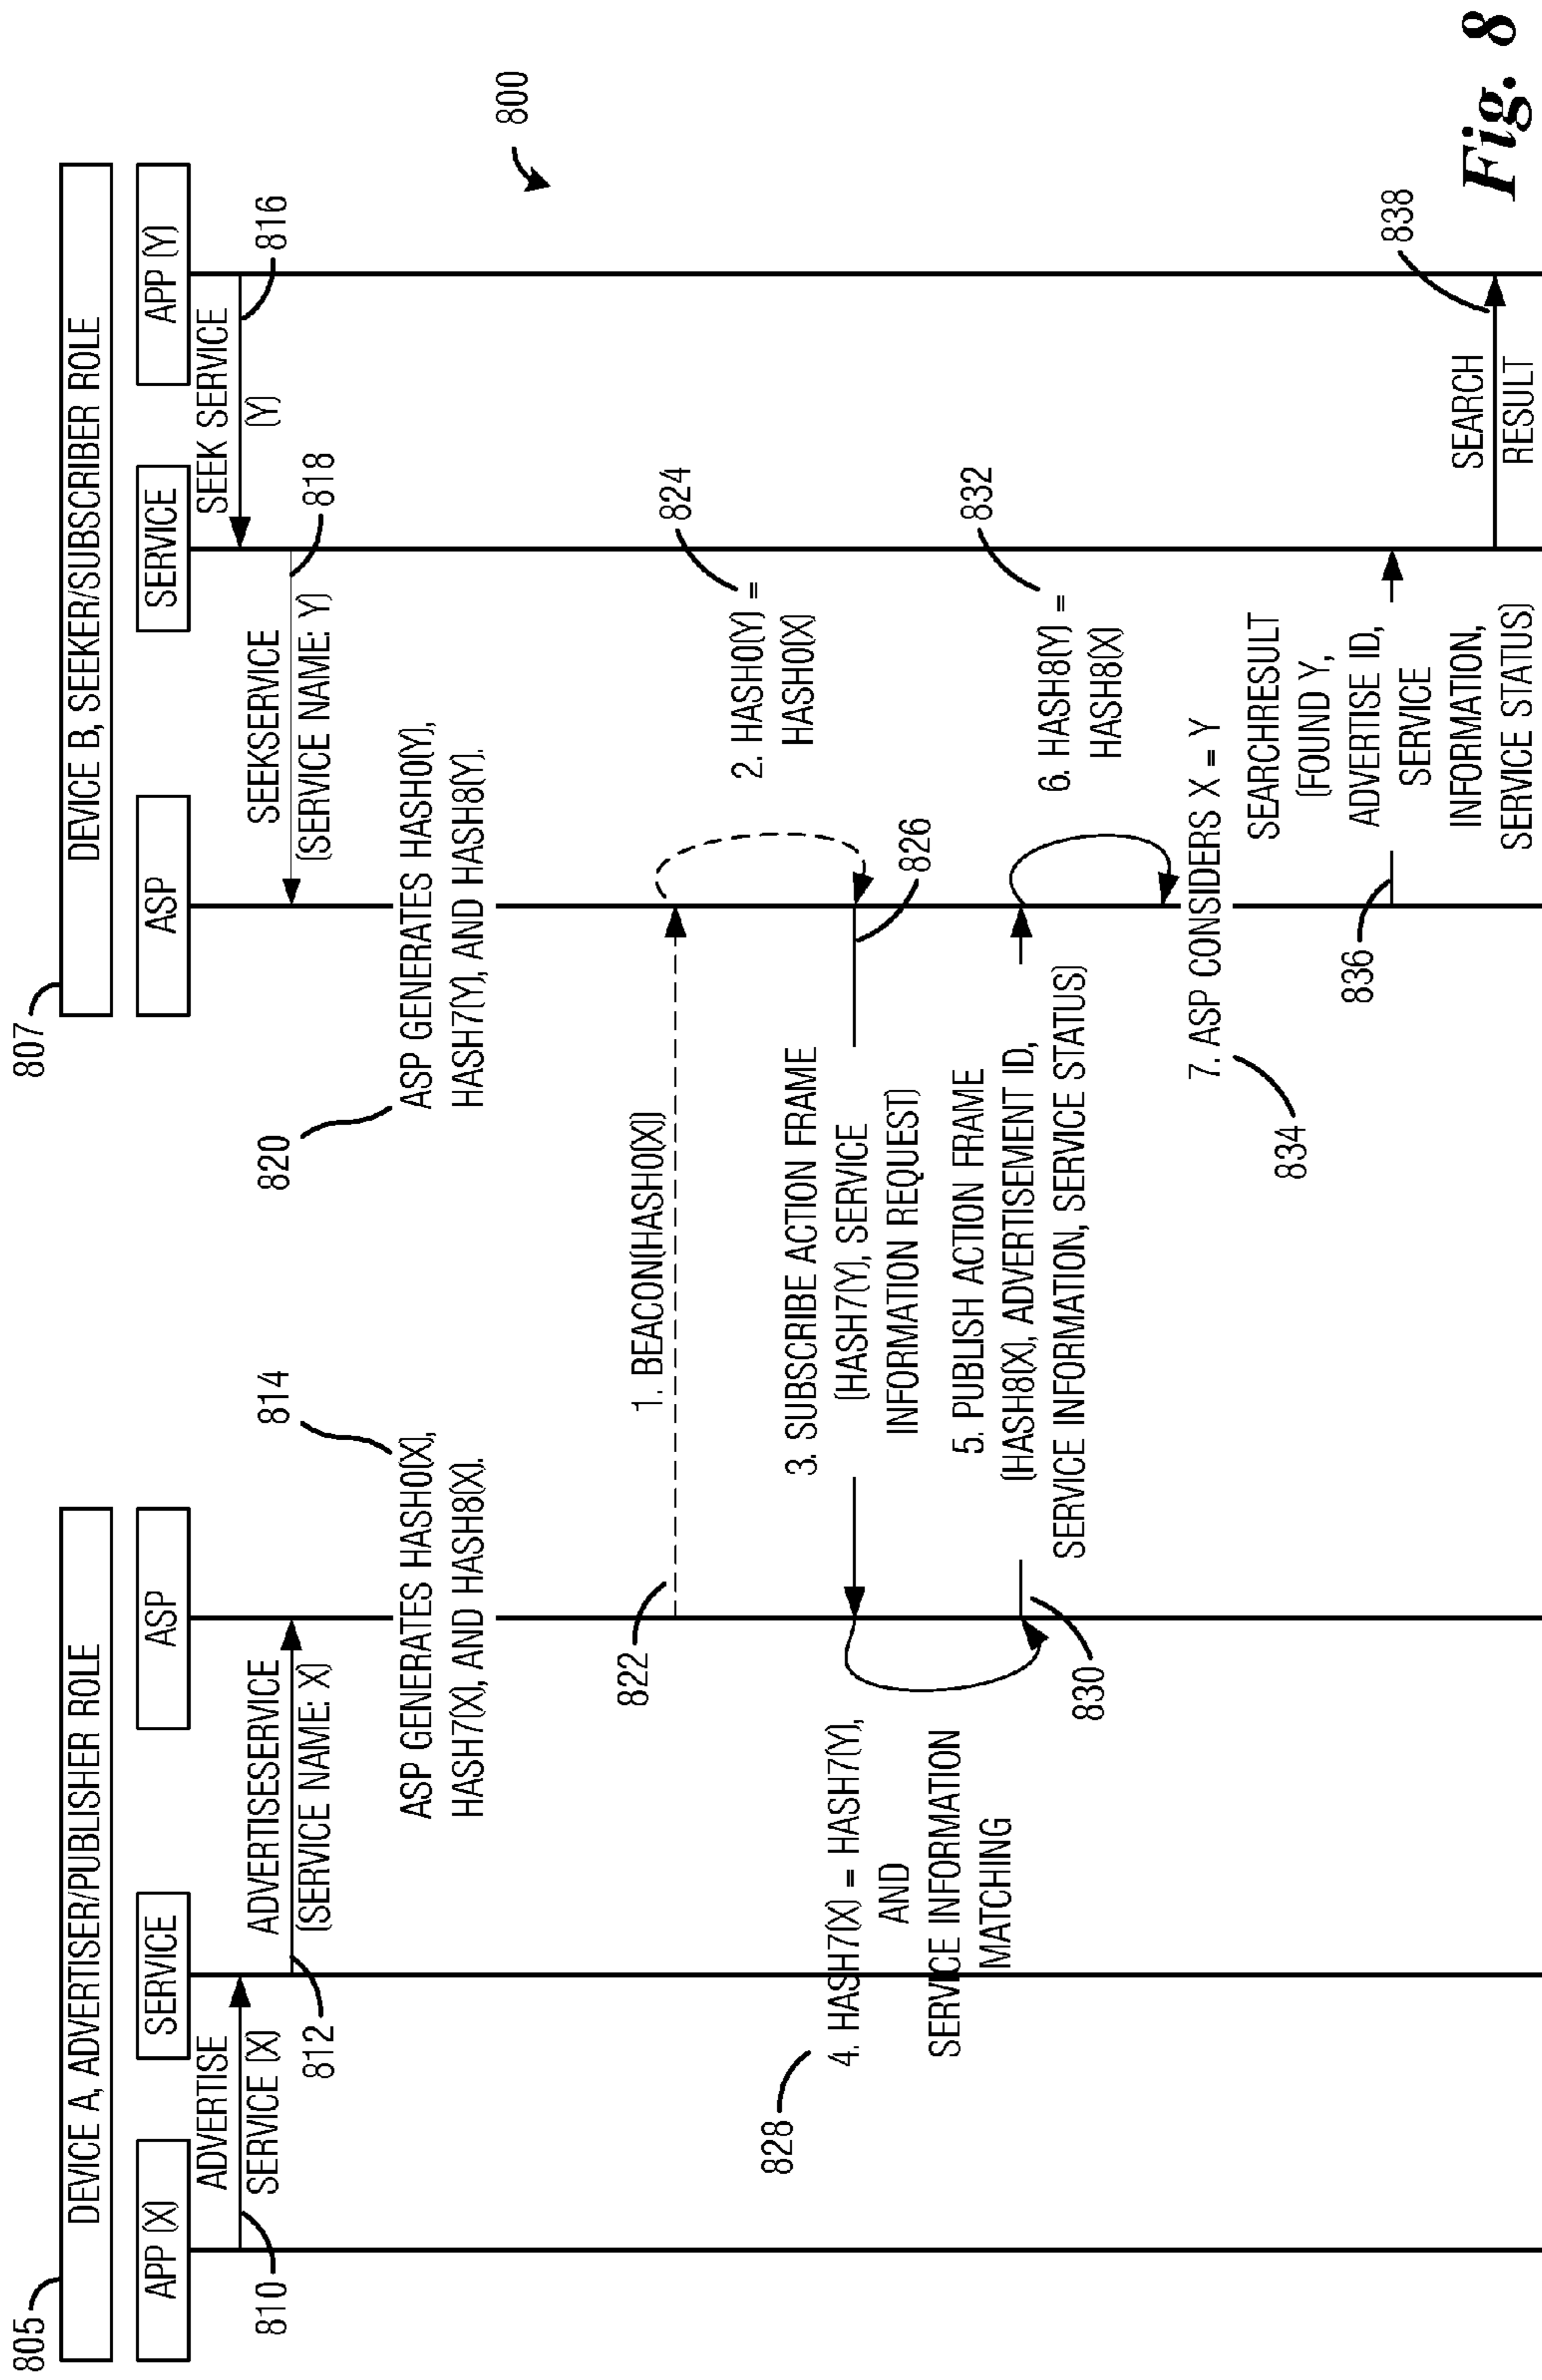 805
807
DEVICE A, ADVERTISER/PUBLISHER ROLE
DEVICE B, SEEKER/SUBSCRIBER ROLE
APP (X)
SERVICE
ASP
ASP
SERVICE
APP (Y)
ADVERTISE
SERVICE (X)
810
ADVERTISESERVICE
(SERVICE NAME: X)
812
SEEK SERVICE
(Y)
816
SEEKSERVICE
(SERVICE NAME: Y)
818
814
ASP GENERATES HASH0(X),
HASH7(X), AND HASH8(X).
820
ASP GENERATES HASH0(Y),
HASH7(Y), AND HASH8(Y).
800
822
1. BEACON(HASH0(X))
824
2. HASH0(Y) =
HASH0(X)
3. SUBSCRIBE ACTION FRAME
(HASH7(Y), SERVICE
INFORMATION REQUEST)
826
828
4. HASH7(X) = HASH7(Y),
AND
SERVICE INFORMATION
MATCHING
830
5. PUBLISH ACTION FRAME
(HASH8(X), ADVERTISEMENT ID,
SERVICE INFORMATION, SERVICE STATUS)
832
6. HASH8(Y) =
HASH8(X)
7. ASP CONSIDERS X = Y
834
SEARCHRESULT
(FOUND Y,
ADVERTISE ID,
SERVICE
INFORMATION,
SERVICE STATUS)
836
838
SEARCH
RESULT
Fig. 8